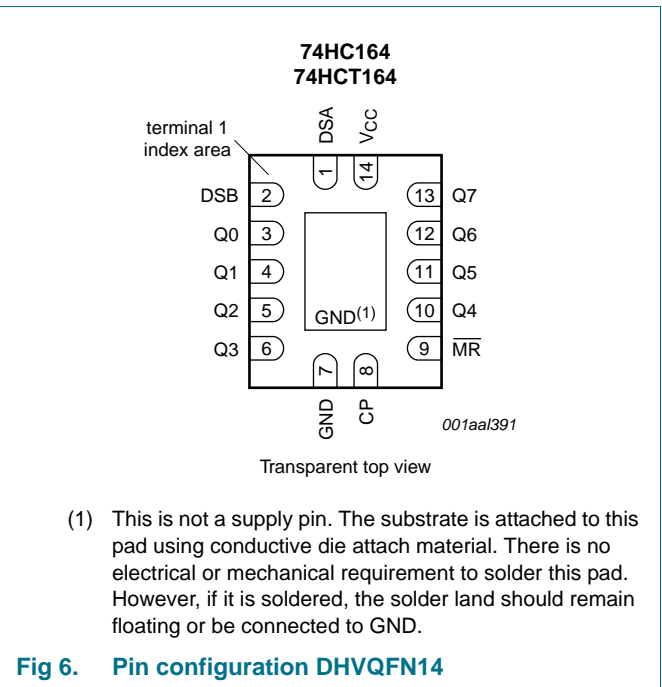 74HC164
74HCT164
terminal 1
index area
DSA
VCC
1
14
DSB 2
13 Q7
Q0 3
12 Q6
Q1 4
11 Q5
Q2 5
10 Q4
Q3 6
9 MR
GND(1)
7
8
GND
CP
001aal391
Transparent top view
(1) This is not a supply pin. The substrate is attached to this
pad using conductive die attach material. There is no
electrical or mechanical requirement to solder this pad.
However, if it is soldered, the solder land should remain
floating or be connected to GND.
Fig 6. Pin configuration DHVQFN14